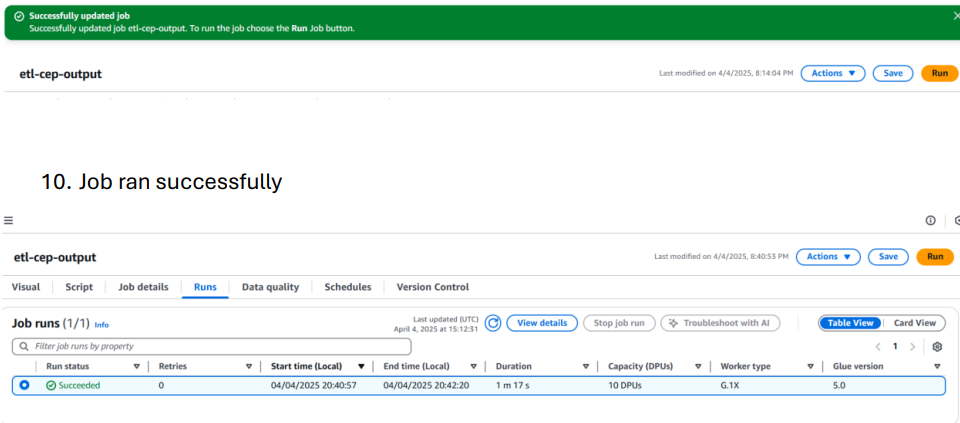 Successfully updated job
Successfully updated job etl-cep-output. To run the job choose the Run Job button.
etl-cep-output
Last modified on 4/4/2025, 8:14:04 PM Actions Save Run
10. Job ran successfully
etl-cep-output
Last modified on 4/4/2025, 8:40:53 PM Actions Save Run
Visual Script Job details Runs Data quality Schedules Version Control
Job runs (1/1) Info
Last updated (UTC)
April 4, 2025 at 15:12:31
View details Stop job run Troubleshoot with AI Table View Card View
Filter job runs by property
1
Run status Retries Start time (Local) End time (Local) Duration Capacity (DPUs) Worker type Glue version
Succeeded 0 04/04/2025 20:40:57 04/04/2025 20:42:20 1 m 17 s 10 DPUs G.1X 5.0